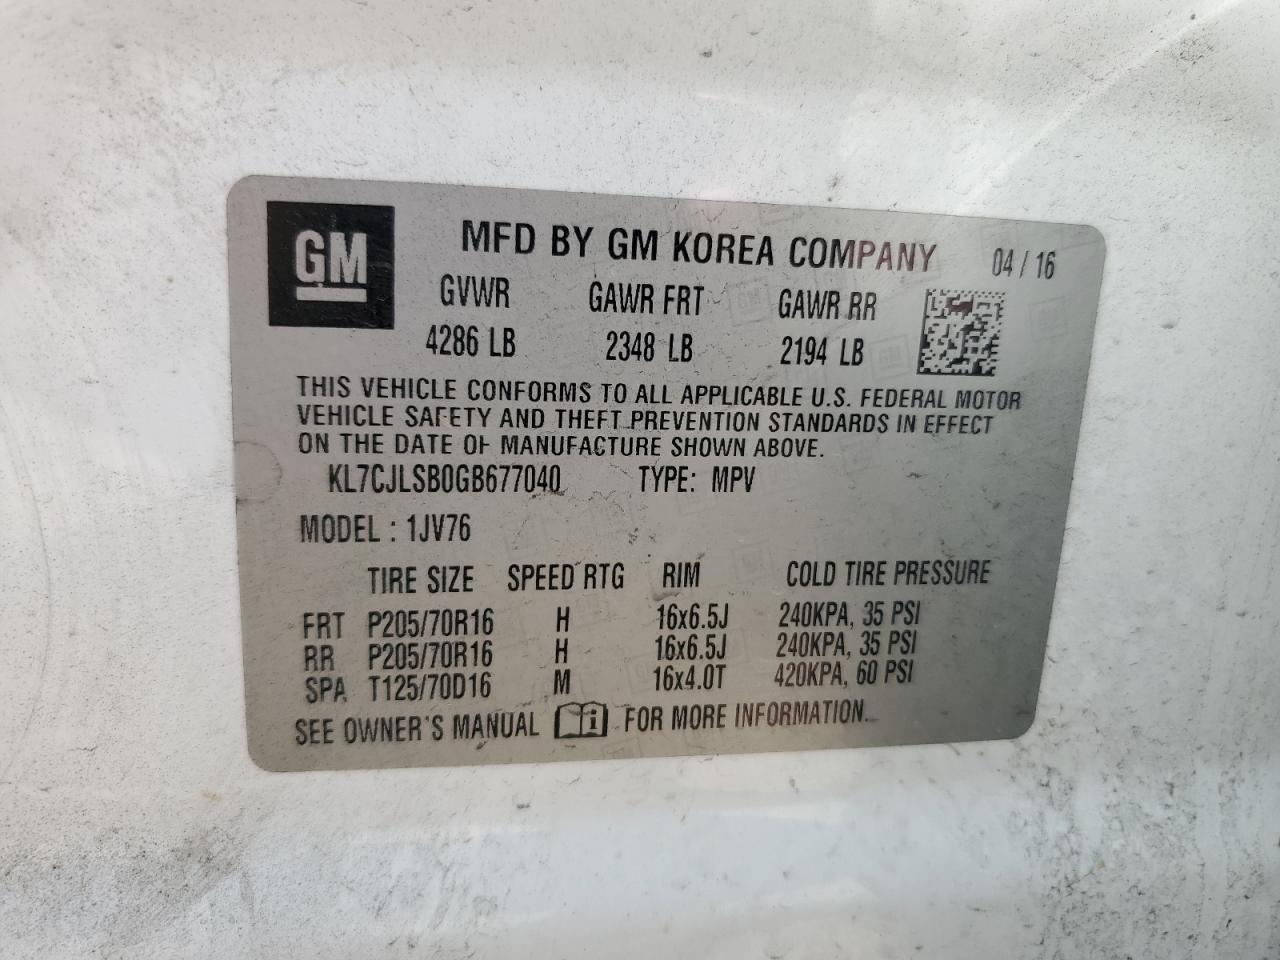 GM
MFD BY GM KOREA COMPANY 04 / 16
GVWR GAWR FRT GAWR RR
4286 LB 2348 LB 2194 LB
THIS VEHICLE CONFORMS TO ALL APPLICABLE U.S. FEDERAL MOTOR
VEHICLE SAFETY AND THEFT PREVENTION STANDARDS IN EFFECT
ON THE DATE OF MANUFACTURE SHOWN ABOVE.
KL7CJLSB0GB677040 TYPE: MPV
MODEL : 1JV76
TIRE SIZE SPEED RTG RIM COLD TIRE PRESSURE
FRT P205/70R16 H 16x6.5J 240KPA, 35 PSI
RR P205/70R16 H 16x6.5J 240KPA, 35 PSI
SPA T125/70D16 M 16x4.0T 420KPA, 60 PSI
SEE OWNER'S MANUAL i FOR MORE INFORMATION.